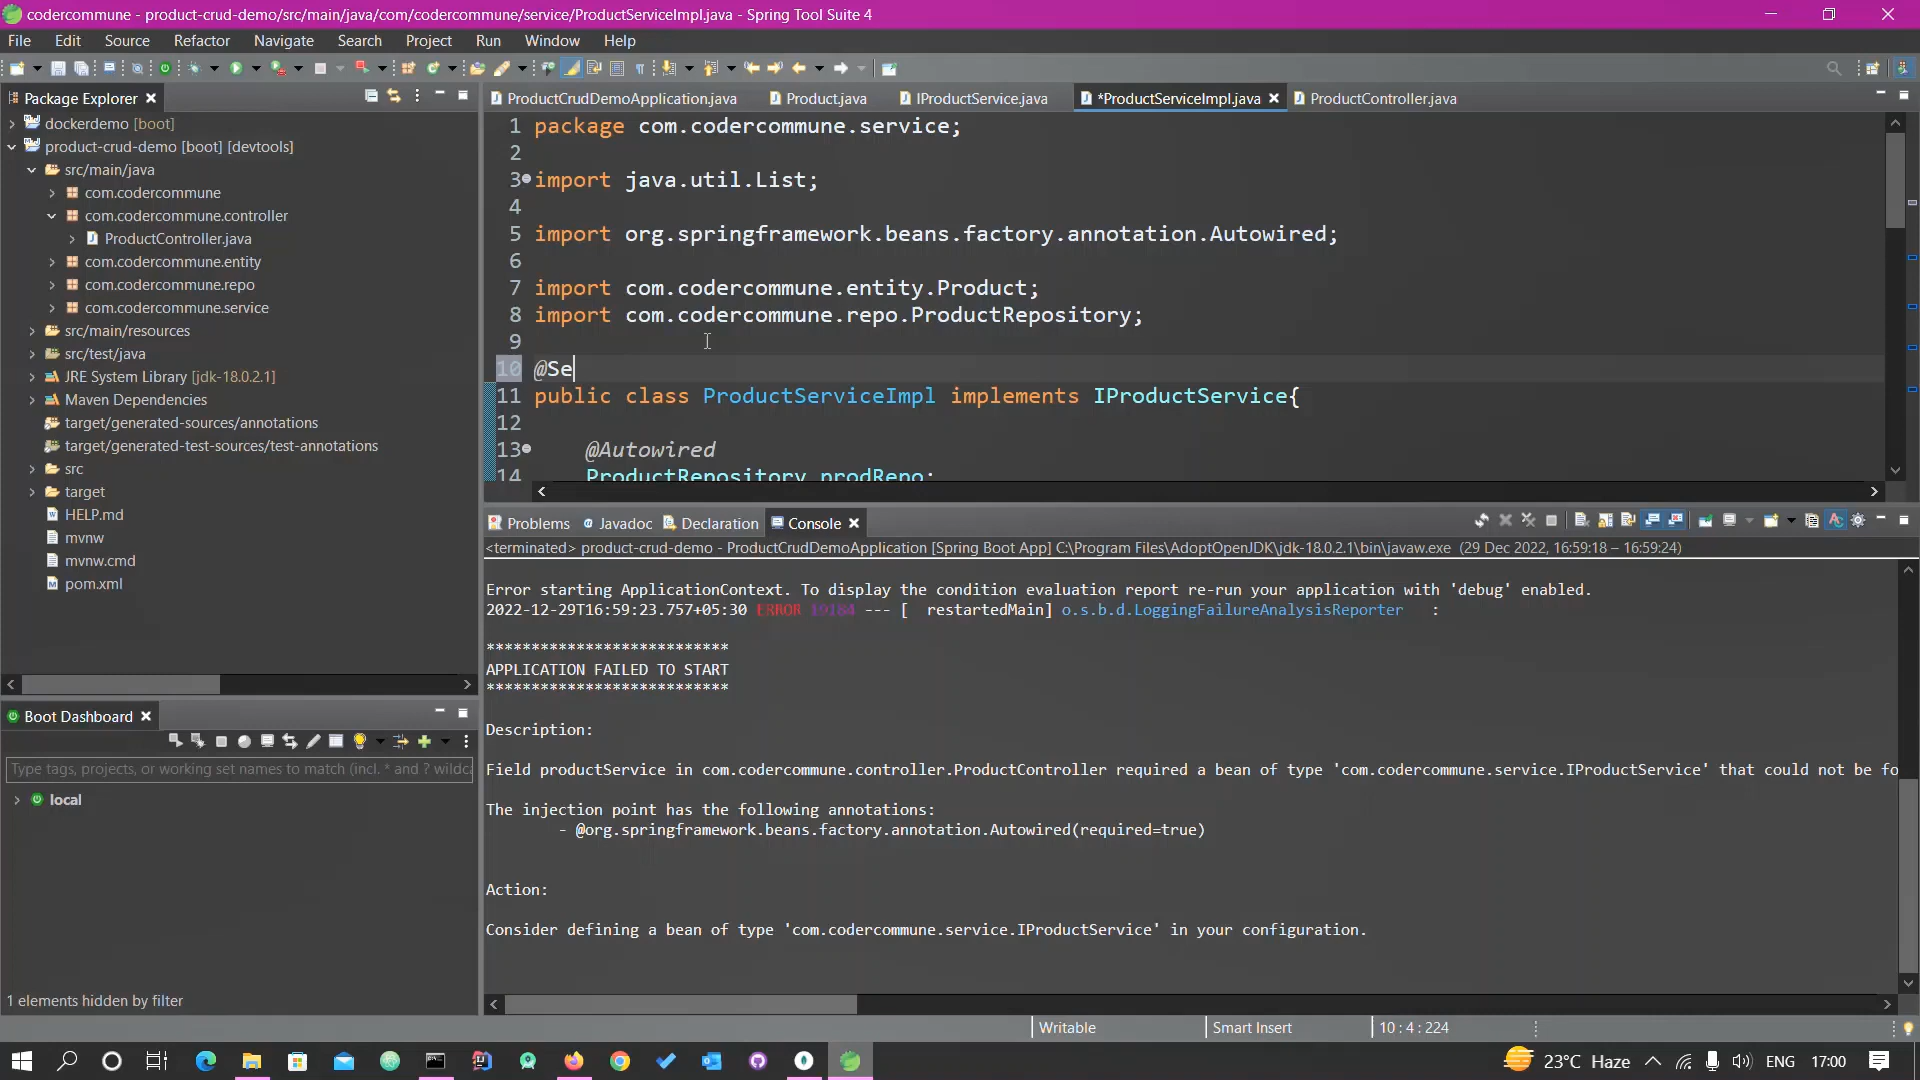 codercommune - product-crud-demo/src/main/java/com/codercommune/service/ProductServiceImpl.java - Spring Tool Suite 4
File Edit Source Refactor Navigate Search Project Run Window Help
Package Explorer
dockerdemo [boot]
product-crud-demo [boot] [devtools]
src/main/java
com.codercommune
com.codercommune.controller
ProductController.java
com.codercommune.entity
com.codercommune.repo
com.codercommune.service
src/main/resources
src/test/java
JRE System Library [jdk-18.0.2.1]
Maven Dependencies
target/generated-sources/annotations
target/generated-test-sources/test-annotations
src
target
HELP.md
mvnw
mvnw.cmd
pom.xml
Boot Dashboard
Type tags, projects, or working set names to match (incl. * and ? wildca
local
1 elements hidden by filter
ProductCrudDemoApplication.java Product.java IProductService.java *ProductServiceImpl.java ProductController.java
1 package com.codercommune.service;
2
3 import java.util.List;
4
5 import org.springframework.beans.factory.annotation.Autowired;
6
7 import com.codercommune.entity.Product;
8 import com.codercommune.repo.ProductRepository;
9
10 @Se
11 public class ProductServiceImpl implements IProductService{
12
13 @Autowired
14 ProductRepository prodRepo;
Problems Javadoc Declaration Console
<terminated> product-crud-demo - ProductCrudDemoApplication [Spring Boot App] C:\Program Files\AdoptOpenJDK\jdk-18.0.2.1\bin\javaw.exe (29 Dec 2022, 16:59:18 – 16:59:24)
Error starting ApplicationContext. To display the condition evaluation report re-run your application with 'debug' enabled.
2022-12-29T16:59:23.757+05:30 ERROR 19184 --- [ restartedMain] o.s.b.d.LoggingFailureAnalysisReporter :
***************************
APPLICATION FAILED TO START
***************************
Description:
Field productService in com.codercommune.controller.ProductController required a bean of type 'com.codercommune.service.IProductService' that could not be fo
The injection point has the following annotations:
- @org.springframework.beans.factory.annotation.Autowired(required=true)
Action:
Consider defining a bean of type 'com.codercommune.service.IProductService' in your configuration.
Writable Smart Insert 10 : 4 : 224
23°C Haze ENG 17:00